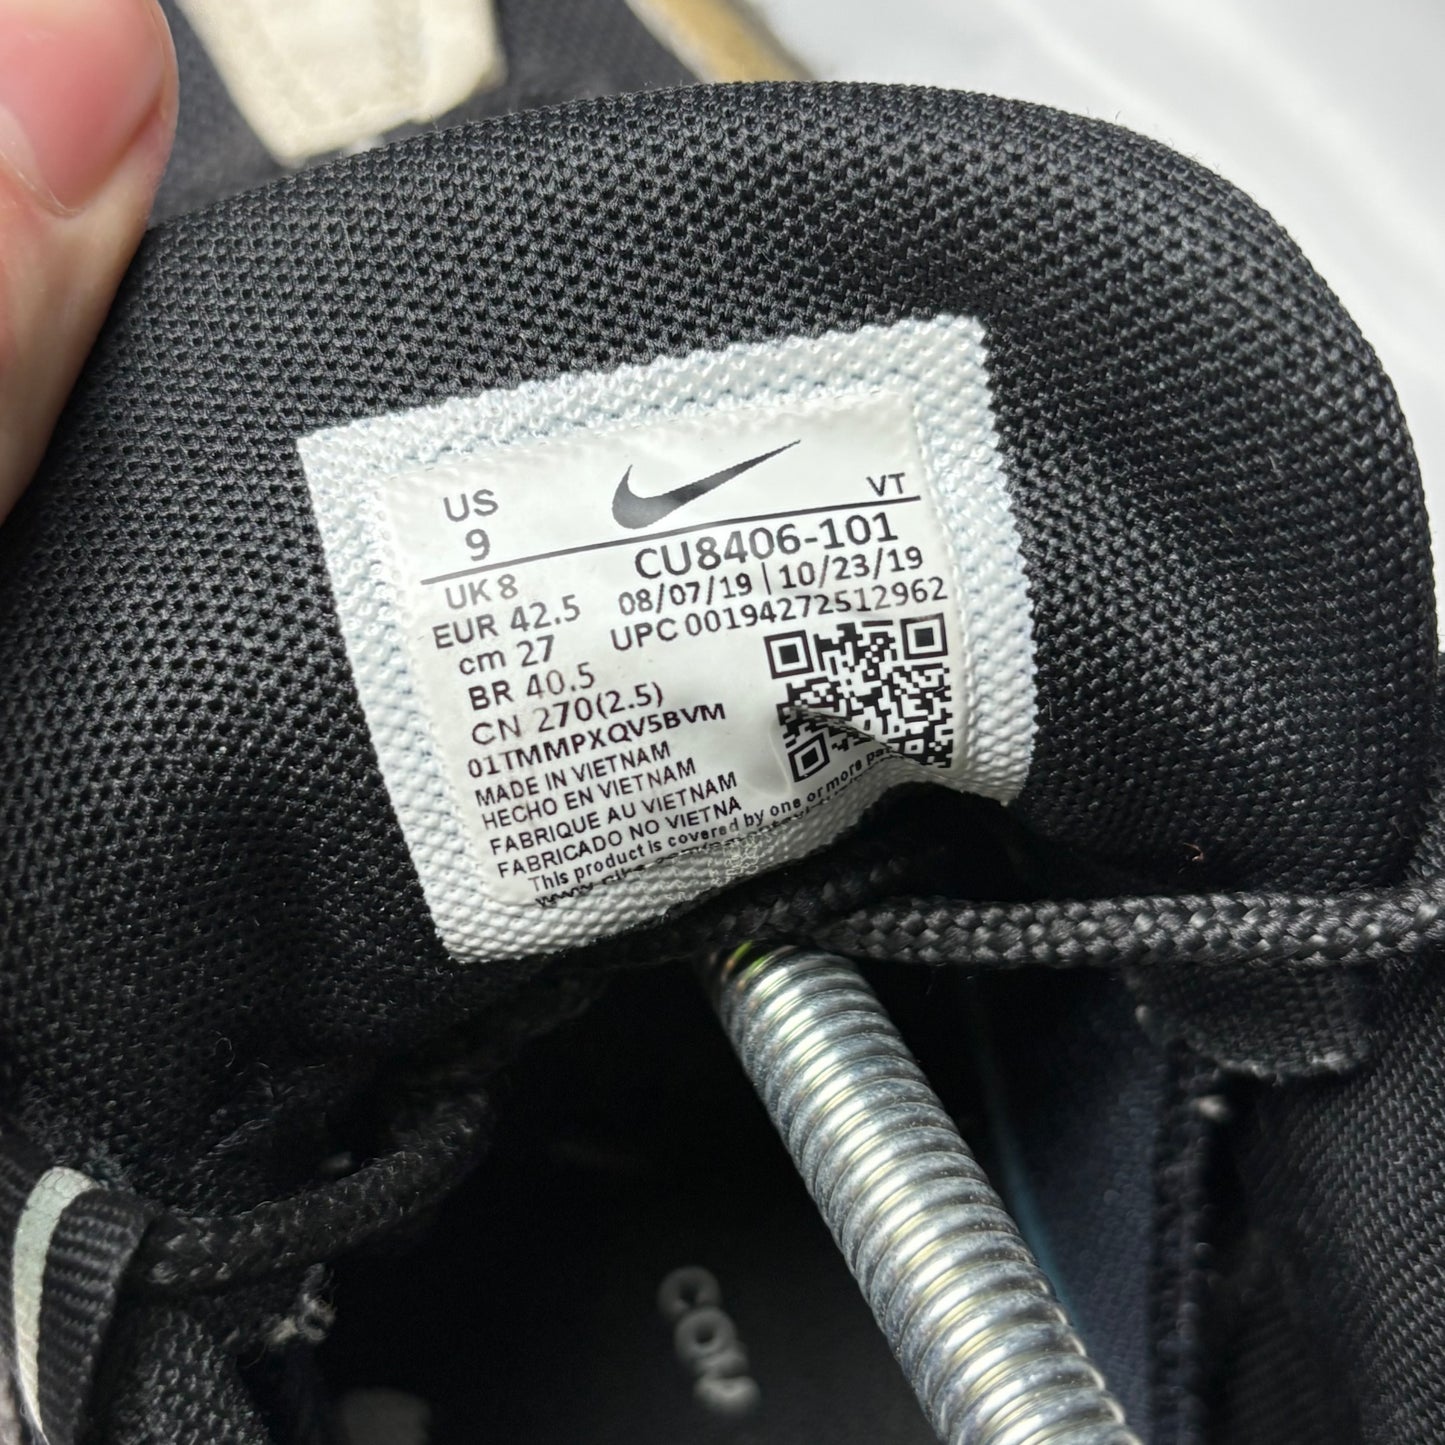 US
9
VT
CU8406-101
UK 8
08/07/19 | 10/23/19
EUR 42.5
UPC 00194272512962
cm 27
BR 40.5
CN 270(2.5)
01TMMPXQV5BVM
MADE IN VIETNAM
HECHO EN VIETNAM
FABRIQUE AU VIETNAM
FABRICADO NO VIETNA
This product is covered by one or more pa
COM